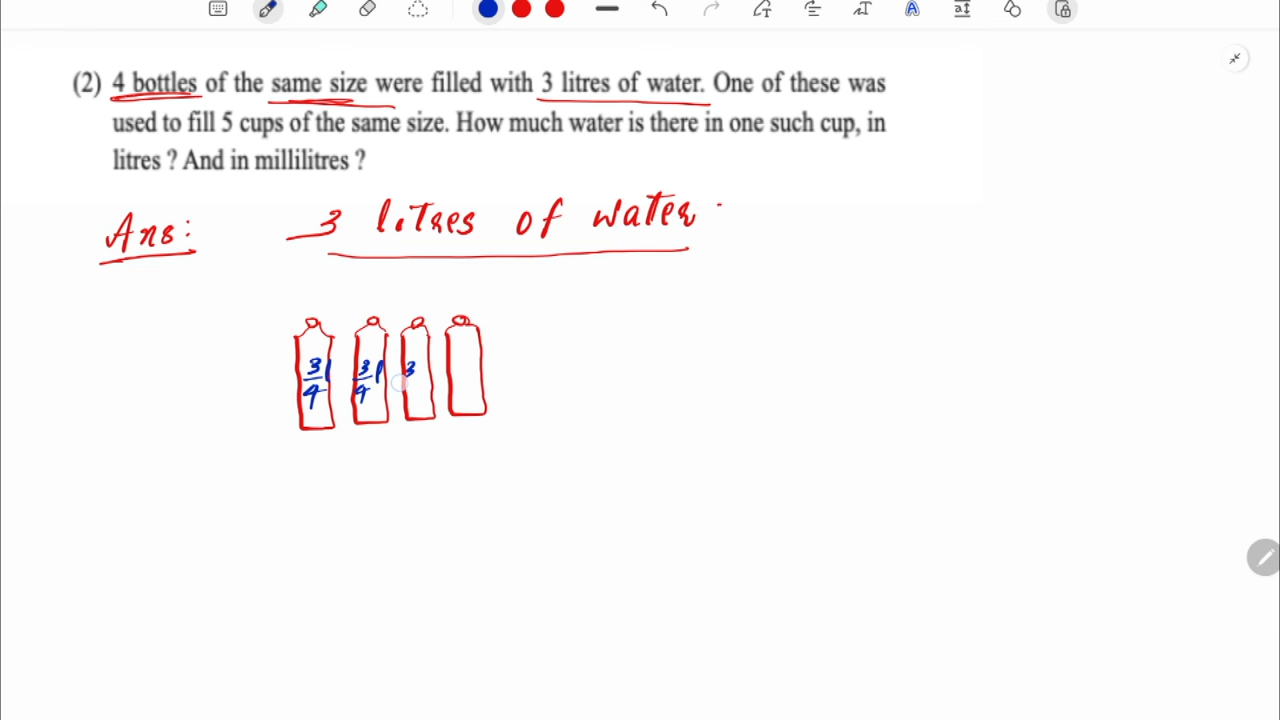 (2) 4 bottles of the same size were filled with 3 litres of water. One of these was
used to fill 5 cups of the same size. How much water is there in one such cup, in
litres ? And in millilitres ?
Ans: 3 litres of water.
3/4 l 3/4 l 3